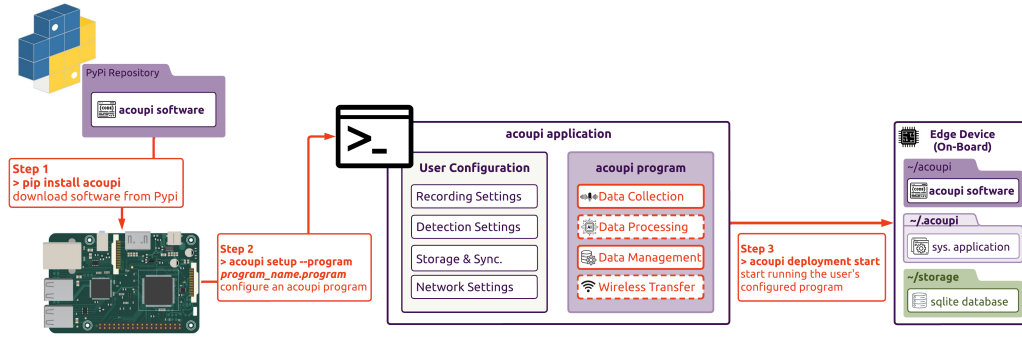 PyPi Repository
{CODE}
acoupi software
Step 1
> pip install acoupi
download software from Pypi
Step 2
> acoupi setup --program
program_name.program
configure an acoupi program
>_
acoupi application
User Configuration
Recording Settings
Detection Settings
Storage & Sync.
Network Settings
acoupi program
Data Collection
AI
Data Processing
Data Management
Wireless Transfer
Step 3
> acoupi deployment start
start running the user's
configured program
Edge Device
(On-Board)
~/acoupi
{CODE}
acoupi software
~/.acoupi
sys. application
~/storage
sqlite database